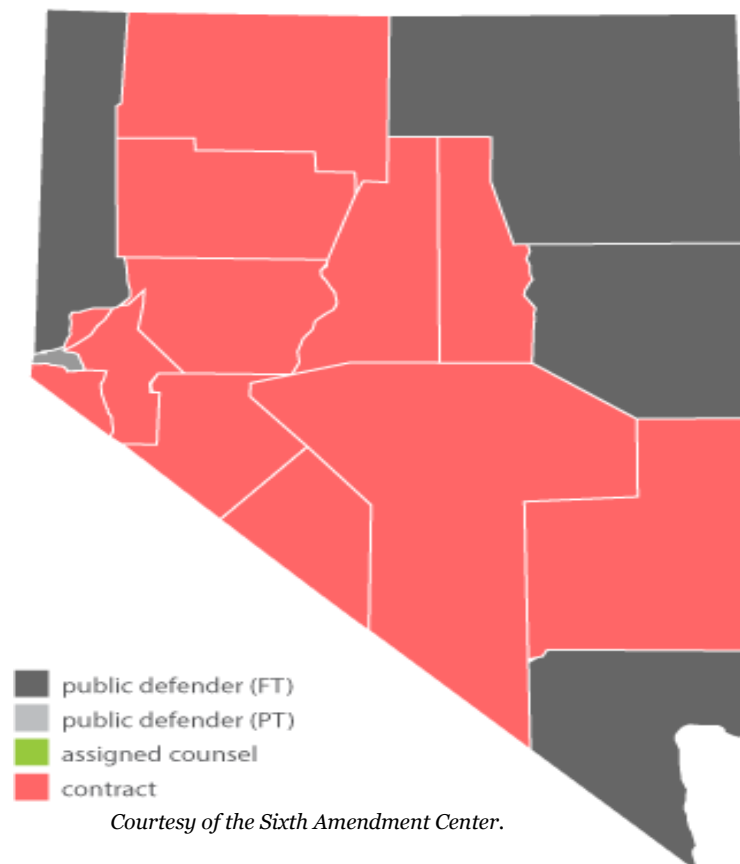 public defender (FT)
public defender (PT)
assigned counsel
contract
Courtesy of the Sixth Amendment Center.